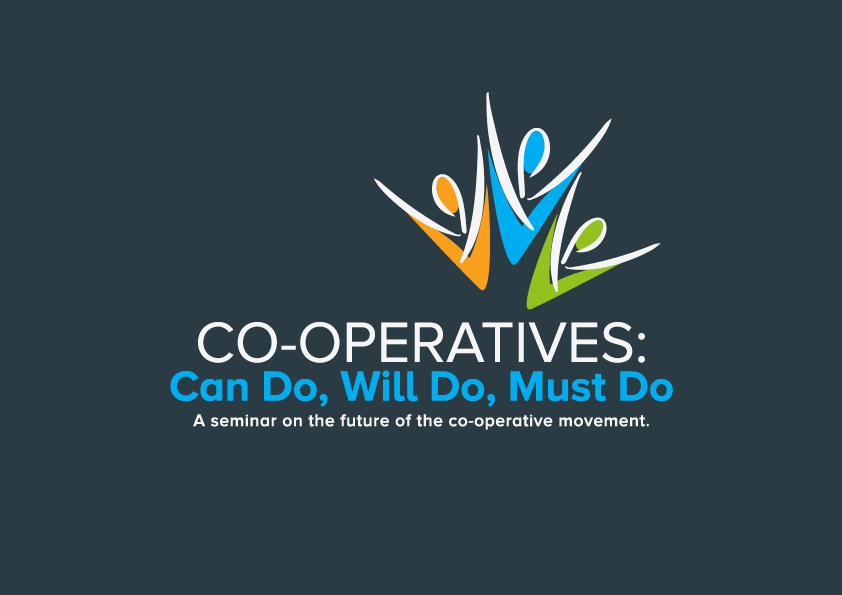 CO-OPERATIVES:
Can Do, Will Do, Must Do
A seminar on the future of the co-operative movement.